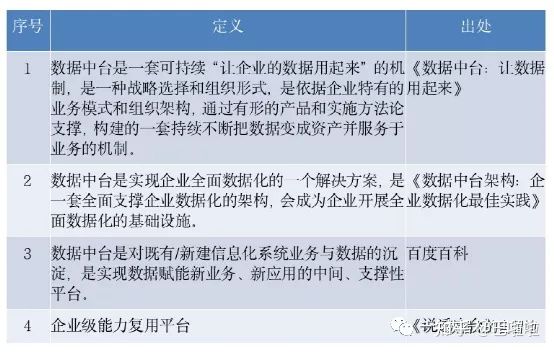 序号
定义
出处
1
数据中台是一套可持续“让企业的数据用起来”的机
制，是一种战略选择和组织形式，是依据企业特有的
业务模式和组织架构，通过有形的产品和实施方法论
支撑，构建的一套持续不断把数据变成资产并服务于
业务的机制。
《数据中台：让数据
用起来》
2
数据中台是实现企业全面数据化的一个解决方案，是
一套全面支撑企业数据化的架构，会成为企业开展全
面数据化的基础设施。
《数据中台架构：企
业数据化最佳实践》
3
数据中台是对既有/新建信息化系统业务与数据的沉
淀，是实现数据赋能新业务、新应用的中间、支撑性
平台。
百度百科
4
企业级能力复用平台